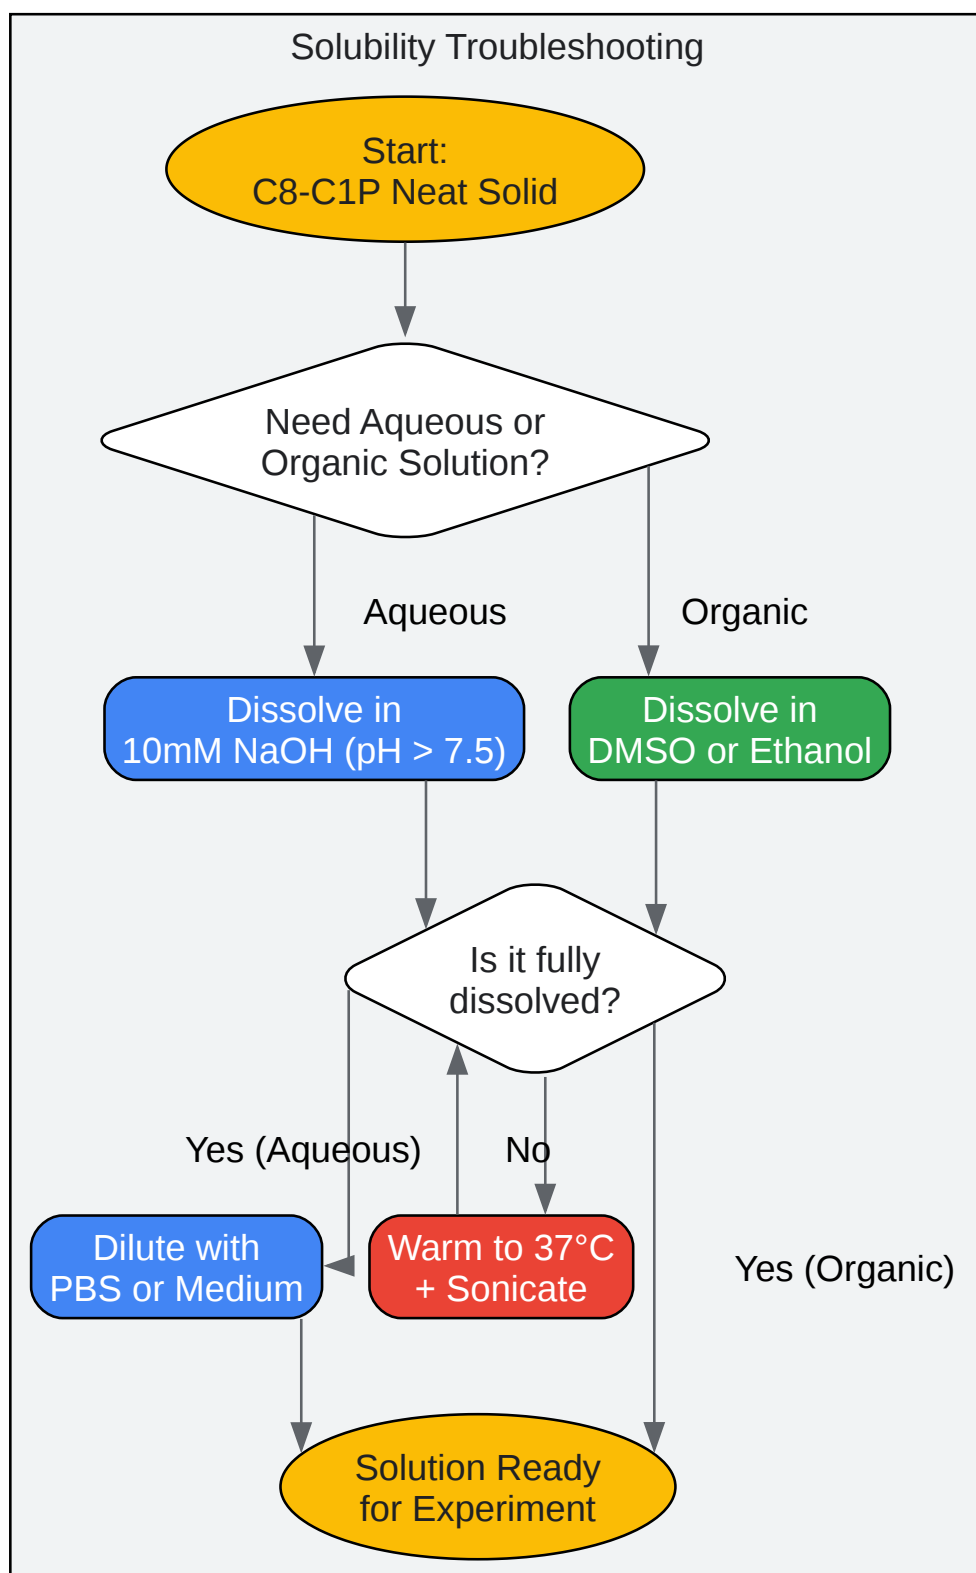 Solubility Troubleshooting
Start:
C8-C1P Neat Solid
Need Aqueous or
Organic Solution?
Aqueous
Organic
Dissolve in
10mM NaOH (pH > 7.5)
Dissolve in
DMSO or Ethanol
Is it fully
dissolved?
Yes (Aqueous)
No
Dilute with
PBS or Medium
Warm to 37°C
+ Sonicate
Yes (Organic)
Solution Ready
for Experiment